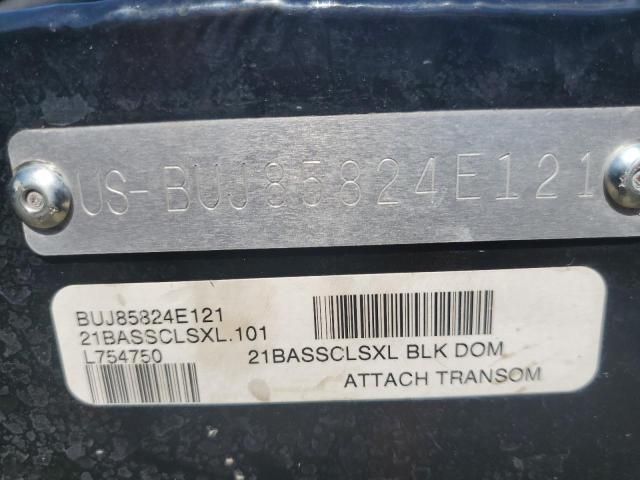 US-BUJ85824E121
BUJ85824E121
21BASSCLSXL.101
L754750
21BASSCLSXL BLK DOM
ATTACH TRANSOM